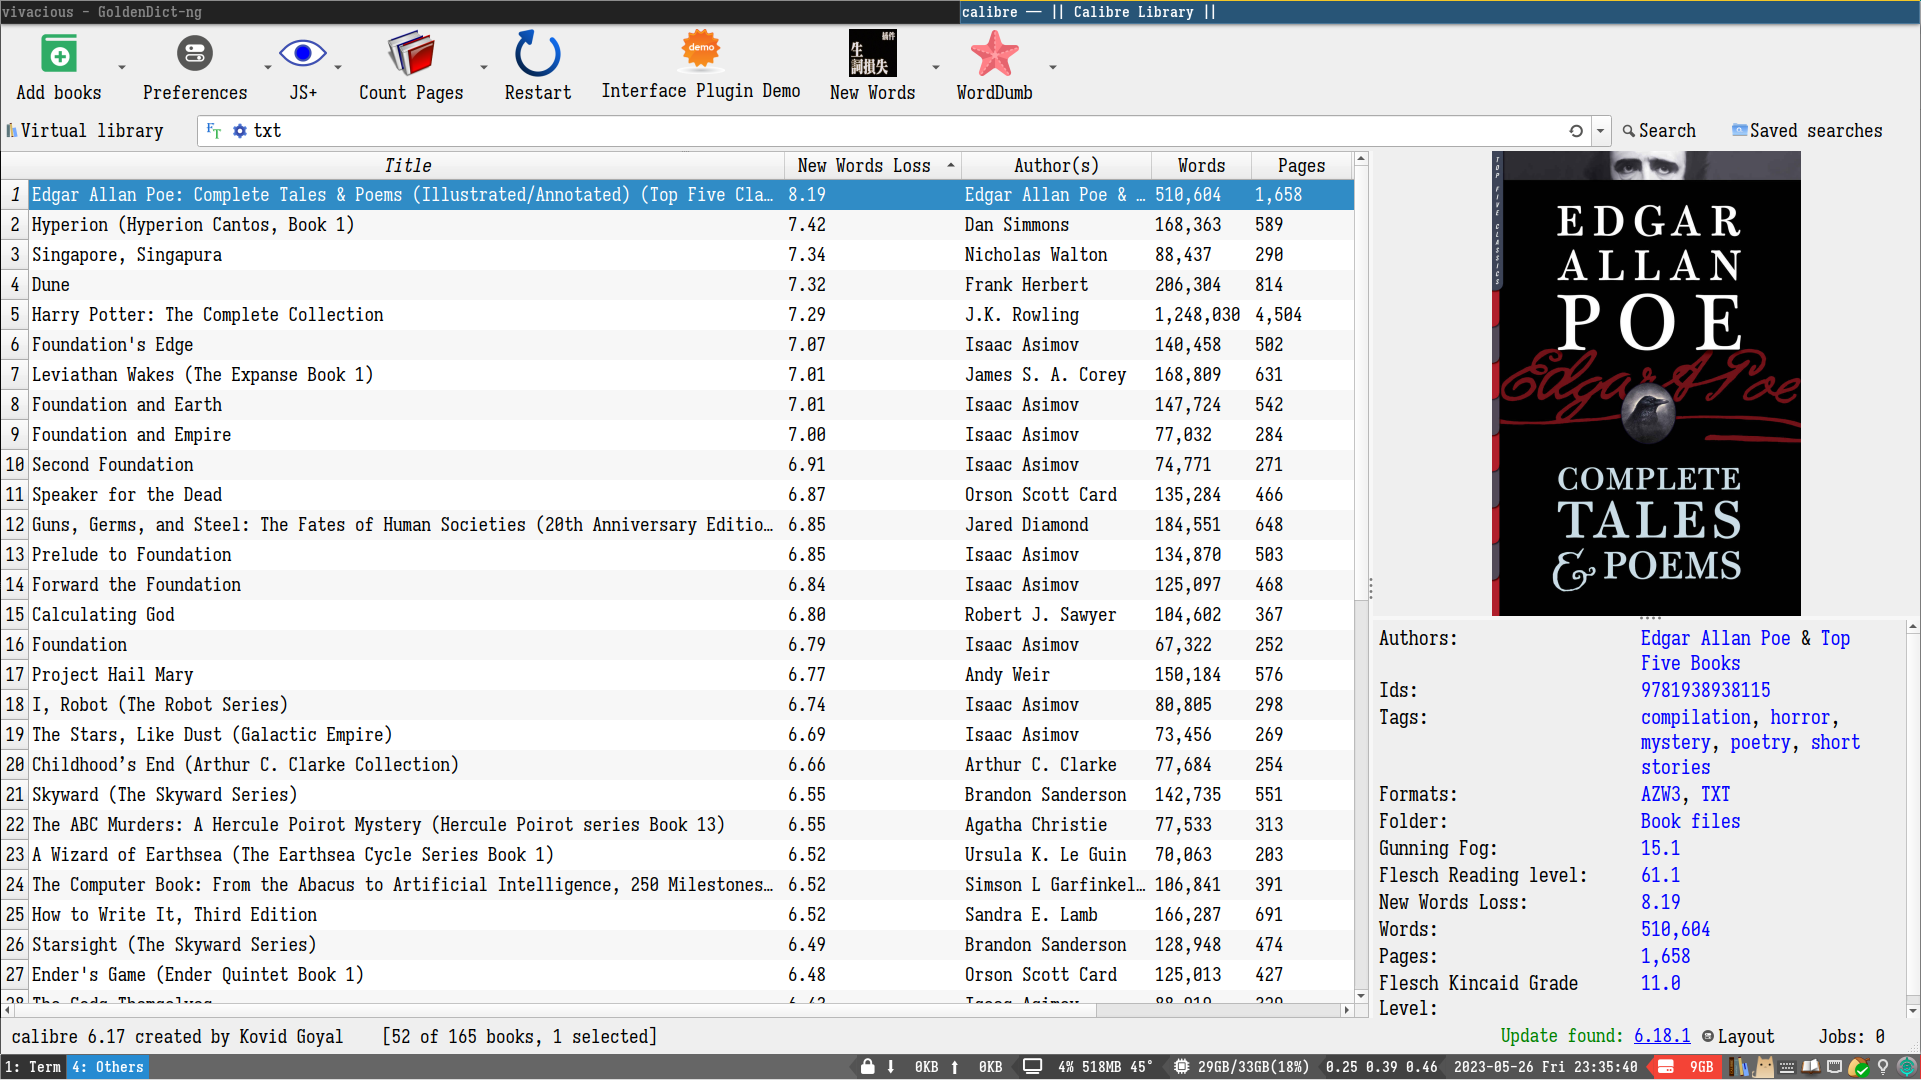 vivacious - GoldenDict-ng
calibre — || Calibre Library ||
Add books
Preferences
JS+
Count Pages
Restart
demo
Interface Plugin Demo
插件
生
詞損失
New Words
WordDumb
Virtual library
FT txt
Search
Saved searches
Title New Words Loss Author(s) Words Pages
1 Edgar Allan Poe: Complete Tales & Poems (Illustrated/Annotated) (Top Five Cla… 8.19 Edgar Allan Poe & … 510,604 1,658
2 Hyperion (Hyperion Cantos, Book 1) 7.42 Dan Simmons 168,363 589
3 Singapore, Singapura 7.34 Nicholas Walton 88,437 290
4 Dune 7.32 Frank Herbert 206,304 814
5 Harry Potter: The Complete Collection 7.29 J.K. Rowling 1,248,030 4,504
6 Foundation's Edge 7.07 Isaac Asimov 140,458 502
7 Leviathan Wakes (The Expanse Book 1) 7.01 James S. A. Corey 168,809 631
8 Foundation and Earth 7.01 Isaac Asimov 147,724 542
9 Foundation and Empire 7.00 Isaac Asimov 77,032 284
10 Second Foundation 6.91 Isaac Asimov 74,771 271
11 Speaker for the Dead 6.87 Orson Scott Card 135,284 466
12 Guns, Germs, and Steel: The Fates of Human Societies (20th Anniversary Editio… 6.85 Jared Diamond 184,551 648
13 Prelude to Foundation 6.85 Isaac Asimov 134,870 503
14 Forward the Foundation 6.84 Isaac Asimov 125,097 468
15 Calculating God 6.80 Robert J. Sawyer 104,602 367
16 Foundation 6.79 Isaac Asimov 67,322 252
17 Project Hail Mary 6.77 Andy Weir 150,184 576
18 I, Robot (The Robot Series) 6.74 Isaac Asimov 80,805 298
19 The Stars, Like Dust (Galactic Empire) 6.69 Isaac Asimov 73,456 269
20 Childhood’s End (Arthur C. Clarke Collection) 6.66 Arthur C. Clarke 77,684 254
21 Skyward (The Skyward Series) 6.55 Brandon Sanderson 142,735 551
22 The ABC Murders: A Hercule Poirot Mystery (Hercule Poirot series Book 13) 6.55 Agatha Christie 77,533 313
23 A Wizard of Earthsea (The Earthsea Cycle Series Book 1) 6.52 Ursula K. Le Guin 70,063 203
24 The Computer Book: From the Abacus to Artificial Intelligence, 250 Milestones… 6.52 Simson L Garfinkel… 106,841 391
25 How to Write It, Third Edition 6.52 Sandra E. Lamb 166,287 691
26 Starsight (The Skyward Series) 6.49 Brandon Sanderson 128,948 474
27 Ender's Game (Ender Quintet Book 1) 6.48 Orson Scott Card 125,013 427
TOP FIVE CLASSICS
EDGAR
ALLAN
POE
Edgar A Poe
COMPLETE
TALES
& POEMS
Authors: Edgar Allan Poe & Top
Five Books
Ids: 9781938938115
Tags: compilation, horror,
mystery, poetry, short
stories
Formats: AZW3, TXT
Folder: Book files
Gunning Fog: 15.1
Flesch Reading level: 61.1
New Words Loss: 8.19
Words: 510,604
Pages: 1,658
Flesch Kincaid Grade 11.0
Level:
calibre 6.17 created by Kovid Goyal [52 of 165 books, 1 selected]
Update found: 6.18.1 Layout Jobs: 0
1: Term 4: Others
0KB 0KB 4% 518MB 45° 29GB/33GB(18%) 0.25 0.39 0.46 2023-05-26 Fri 23:35:40 9GB